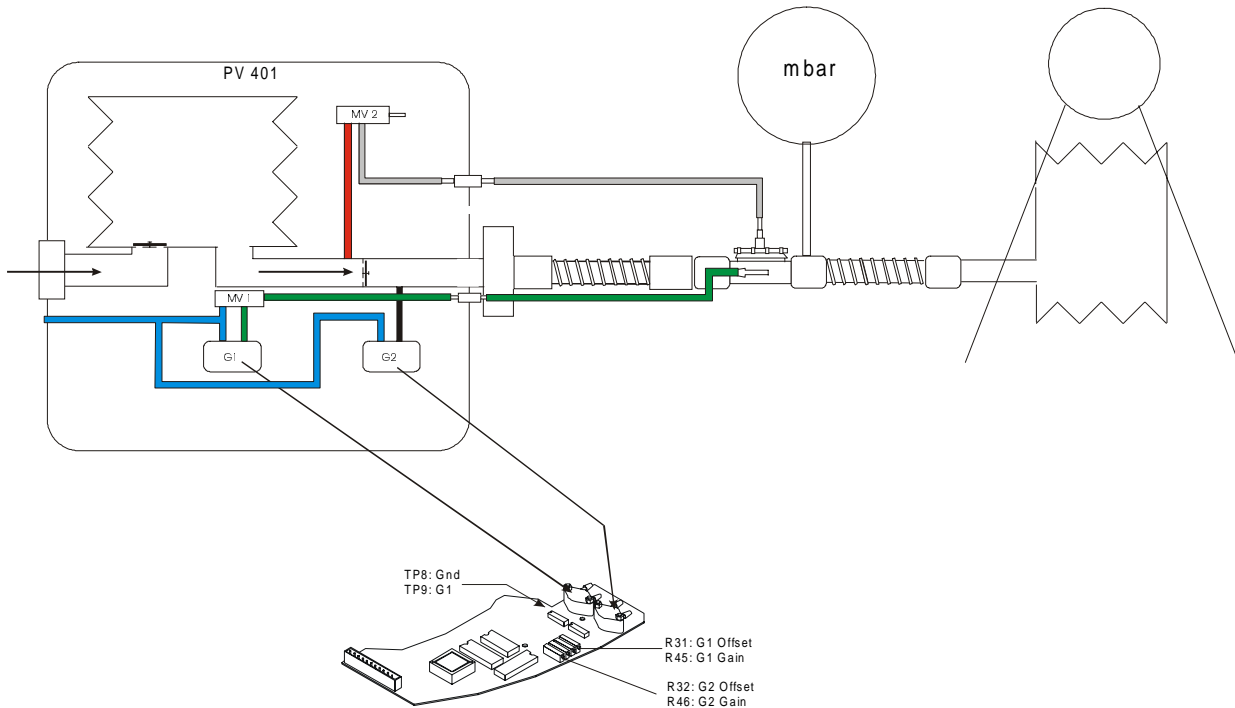 PV 401
mbar
MV 2
MV 1
G1
G2
TP8: Gnd
TP9: G1
R31: G1 Offset
R45: G1 Gain
R32: G2 Offset
R46: G2 Gain